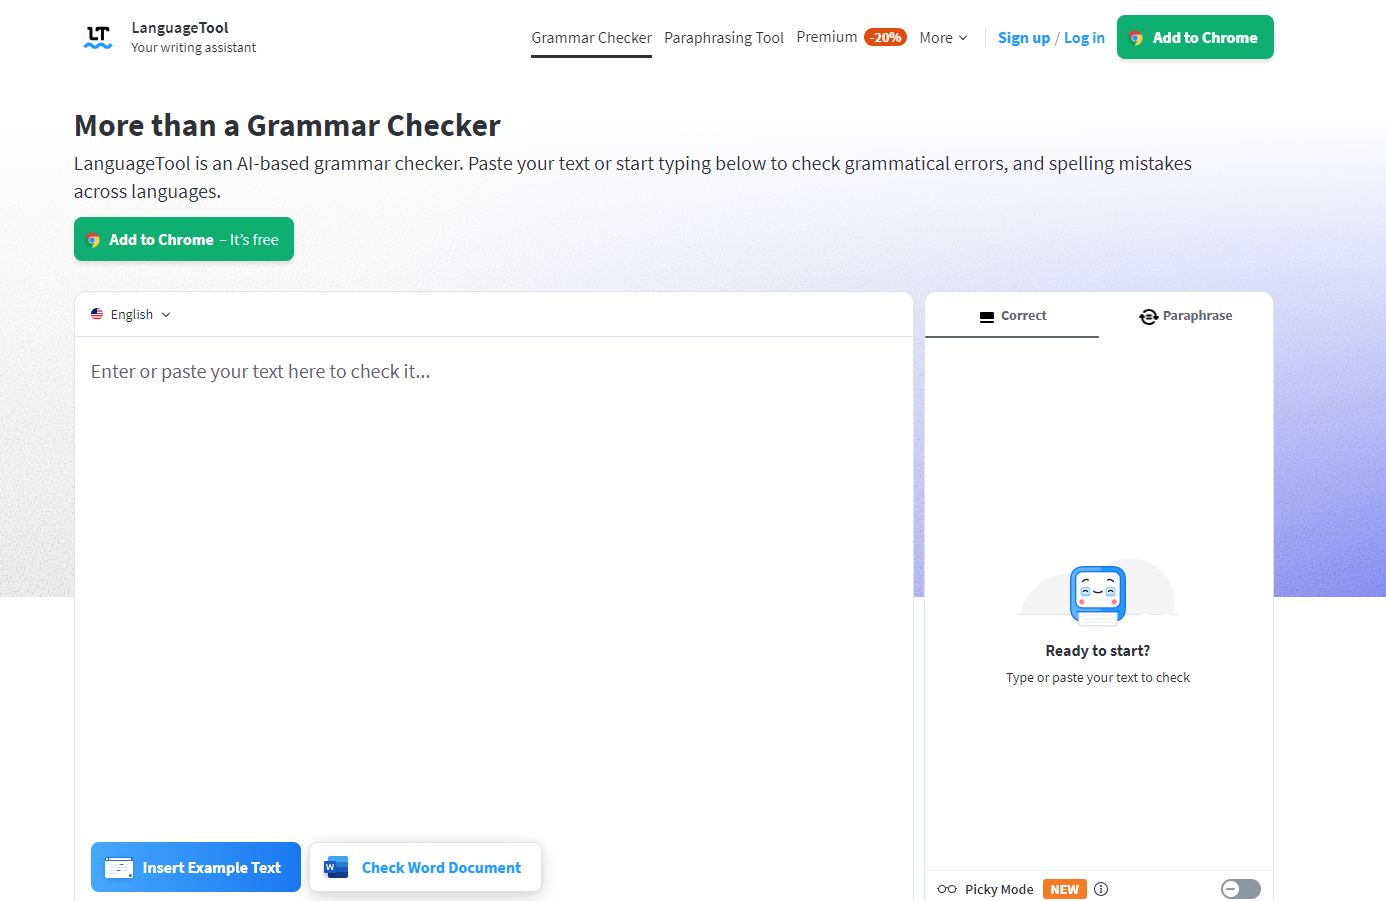 LT
LanguageTool
Your writing assistant
Grammar Checker
Paraphrasing Tool
Premium -20%
More
Sign up / Log in
Add to Chrome
More than a Grammar Checker
LanguageTool is an AI-based grammar checker. Paste your text or start typing below to check grammatical errors, and spelling mistakes
across languages.
Add to Chrome – It's free
English
Enter or paste your text here to check it...
Insert Example Text
W
Check Word Document
Correct
Paraphrase
Ready to start?
Type or paste your text to check
Picky Mode NEW